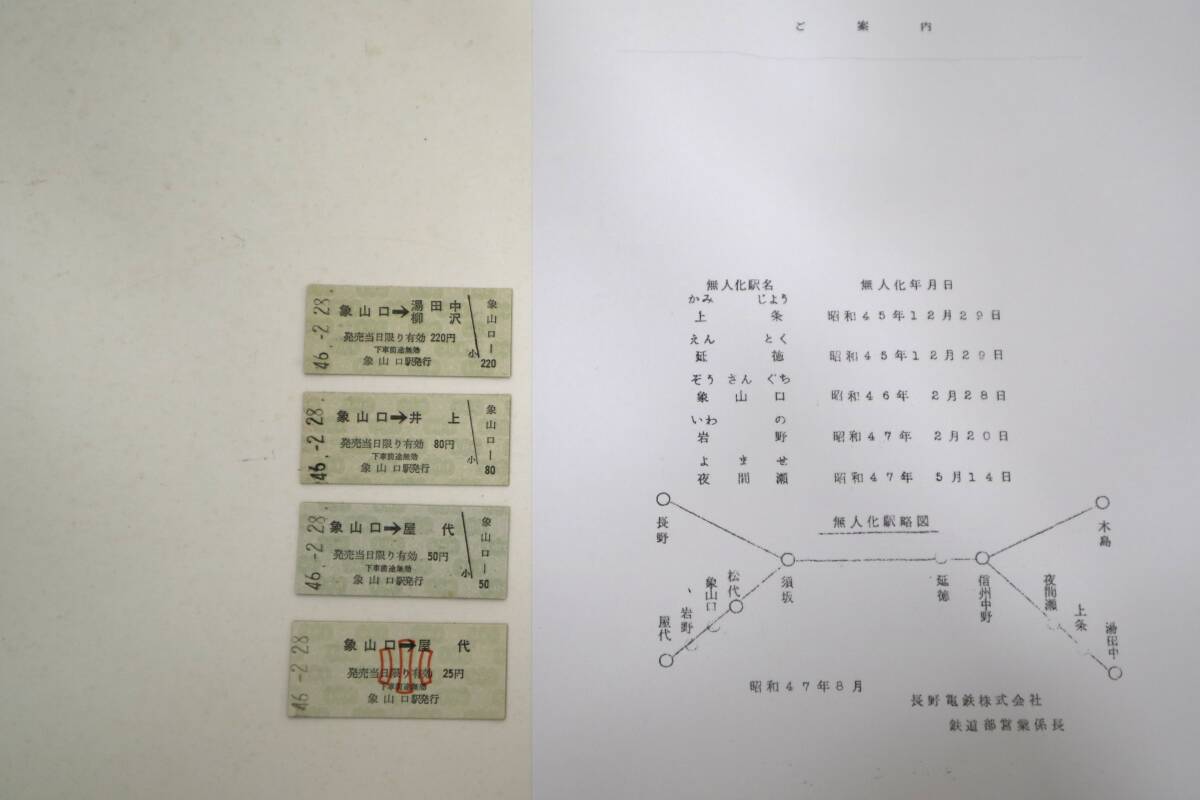 46.-2.28.
象山口→湯田中
柳沢
発売当日限り有効 220円
下車前途無効
象山口駅発行
象山口—
小
220
46.-2.28.
象山口→井上
発売当日限り有効 80円
下車前途無効
象山口駅発行
象山口—
小
80
46.-2.28.
象山口→屋代
発売当日限り有効 50円
下車前途無効
象山口駅発行
象山口—
小
50
46.-2.28.
象山口→屋代
小
発売当日限り有効 25円
下車前途無効
象山口駅発行
ご案内
無人化駅名 無人化年月日
かみ じょう
上条 昭和45年12月29日
えん とく
延徳 昭和45年12月29日
ぞう さん ぐち
象山口 昭和46年 2月28日
いわ の
岩野 昭和47年 2月20日
よ ま せ
夜間瀬 昭和47年 5月14日
無人化駅略図
長野
木島
須坂
延徳
信州中野
夜間瀬
上条
湯田中
松代
象山口
岩野
屋代
昭和47年8月
長野電鉄株式会社
鉄道部営業係長